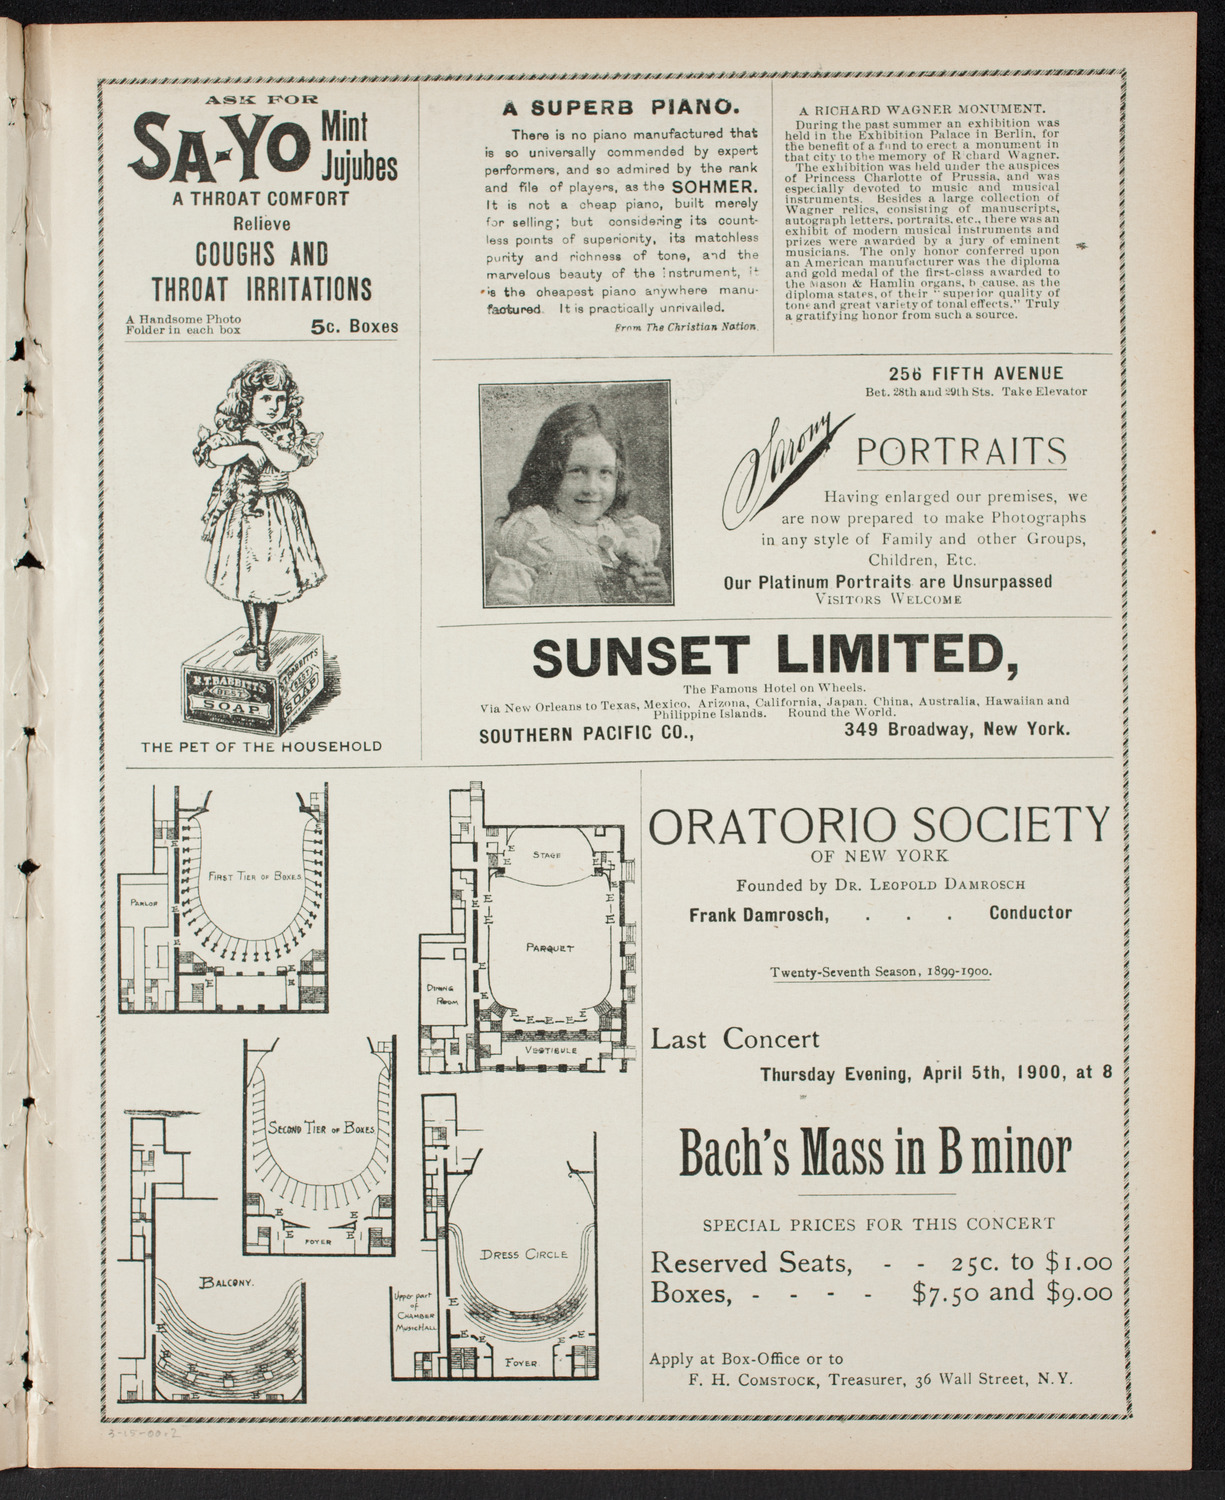 ASK FOR
SA-YO Mint Jujubes
A THROAT COMFORT
Relieve
COUGHS AND
THROAT IRRITATIONS
A Handsome Photo
Folder in each box
5c. Boxes
B.T. BABBITT'S
BEST
SOAP
B.T. BABBITT'S
BEST
SOAP
THE PET OF THE HOUSEHOLD
A SUPERB PIANO.
There is no piano manufactured that
is so universally commended by expert
performers, and so admired by the rank
and file of players, as the SOHMER.
It is not a cheap piano, built merely
for selling; but considering its count-
less points of superiority, its matchless
purity and richness of tone, and the
marvelous beauty of the instrument, it
is the cheapest piano anywhere manu-
factured. It is practically unrivalled.
From The Christian Nation.
A RICHARD WAGNER MONUMENT.
During the past summer an exhibition was
held in the Exhibition Palace in Berlin, for
the benefit of a fund to erect a monument in
that city to the memory of R chard Wagner.
The exhibition was held under the auspices
of Princess Charlotte of Prussia, and was
especially devoted to music and musical
instruments. Besides a large collection of
Wagner relics, consisting of manuscripts,
autograph letters, portraits, etc., there was an
exhibit of modern musical instruments and
prizes were awarded by a jury of eminent
musicians. The only honor conferred upon
an American manufacturer was the diploma
and gold medal of the first-class awarded to
the Mason & Hamlin organs, b cause, as the
diploma states, of their "superior quality of
tone and great variety of tonal effects." Truly
a gratifying honor from such a source.
256 FIFTH AVENUE
Bet. 28th and 29th Sts. Take Elevator
Sarony PORTRAITS
Having enlarged our premises, we
are now prepared to make Photographs
in any style of Family and other Groups,
Children, Etc.
Our Platinum Portraits are Unsurpassed
VISITORS WELCOME
SUNSET LIMITED,
The Famous Hotel on Wheels.
Via New Orleans to Texas, Mexico, Arizona, California, Japan, China, Australia, Hawaiian and
Philippine Islands. Round the World.
SOUTHERN PACIFIC CO., 349 Broadway, New York.
FIRST TIER OF BOXES
PARLOR
STAGE
PARQUET
DINING
ROOM
VESTIBULE
SECOND TIER OF BOXES
FOYER
BALCONY.
DRESS CIRCLE
Upper part
of
CHAMBER
MUSIC HALL
FOYER
ORATORIO SOCIETY
OF NEW YORK
Founded by DR. LEOPOLD DAMROSCH
Frank Damrosch, . . . Conductor
Twenty-Seventh Season, 1899-1900.
Last Concert
Thursday Evening, April 5th, 1900, at 8
Bach's Mass in B minor
SPECIAL PRICES FOR THIS CONCERT
Reserved Seats, - - 25c. to $1.00
Boxes, - - - - $7.50 and $9.00
Apply at Box-Office or to
F. H. COMSTOCK, Treasurer, 36 Wall Street, N.Y.
3-15-00.2